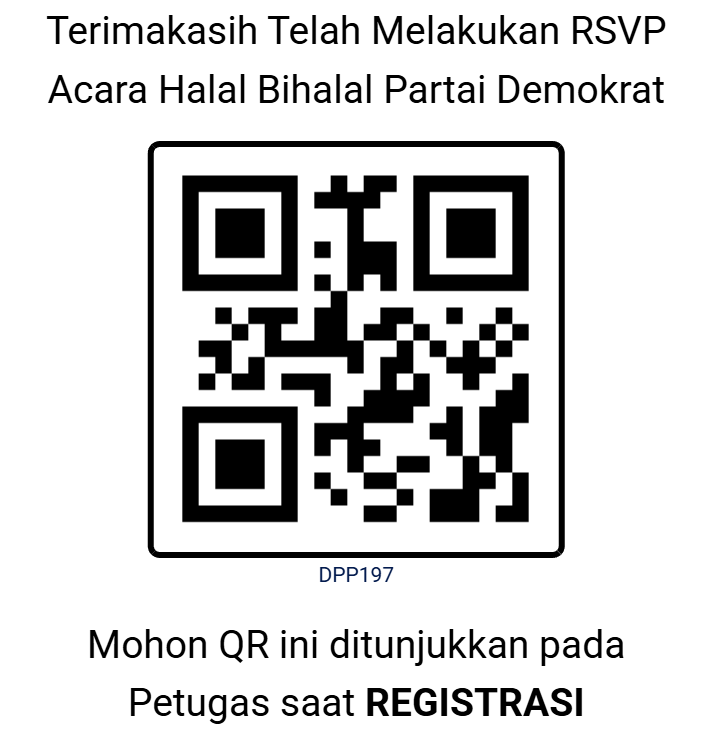 Terimakasih Telah Melakukan RSVP
Acara Halal Bihalal Partai Demokrat
DPP197
Mohon QR ini ditunjukkan pada
Petugas saat REGISTRASI